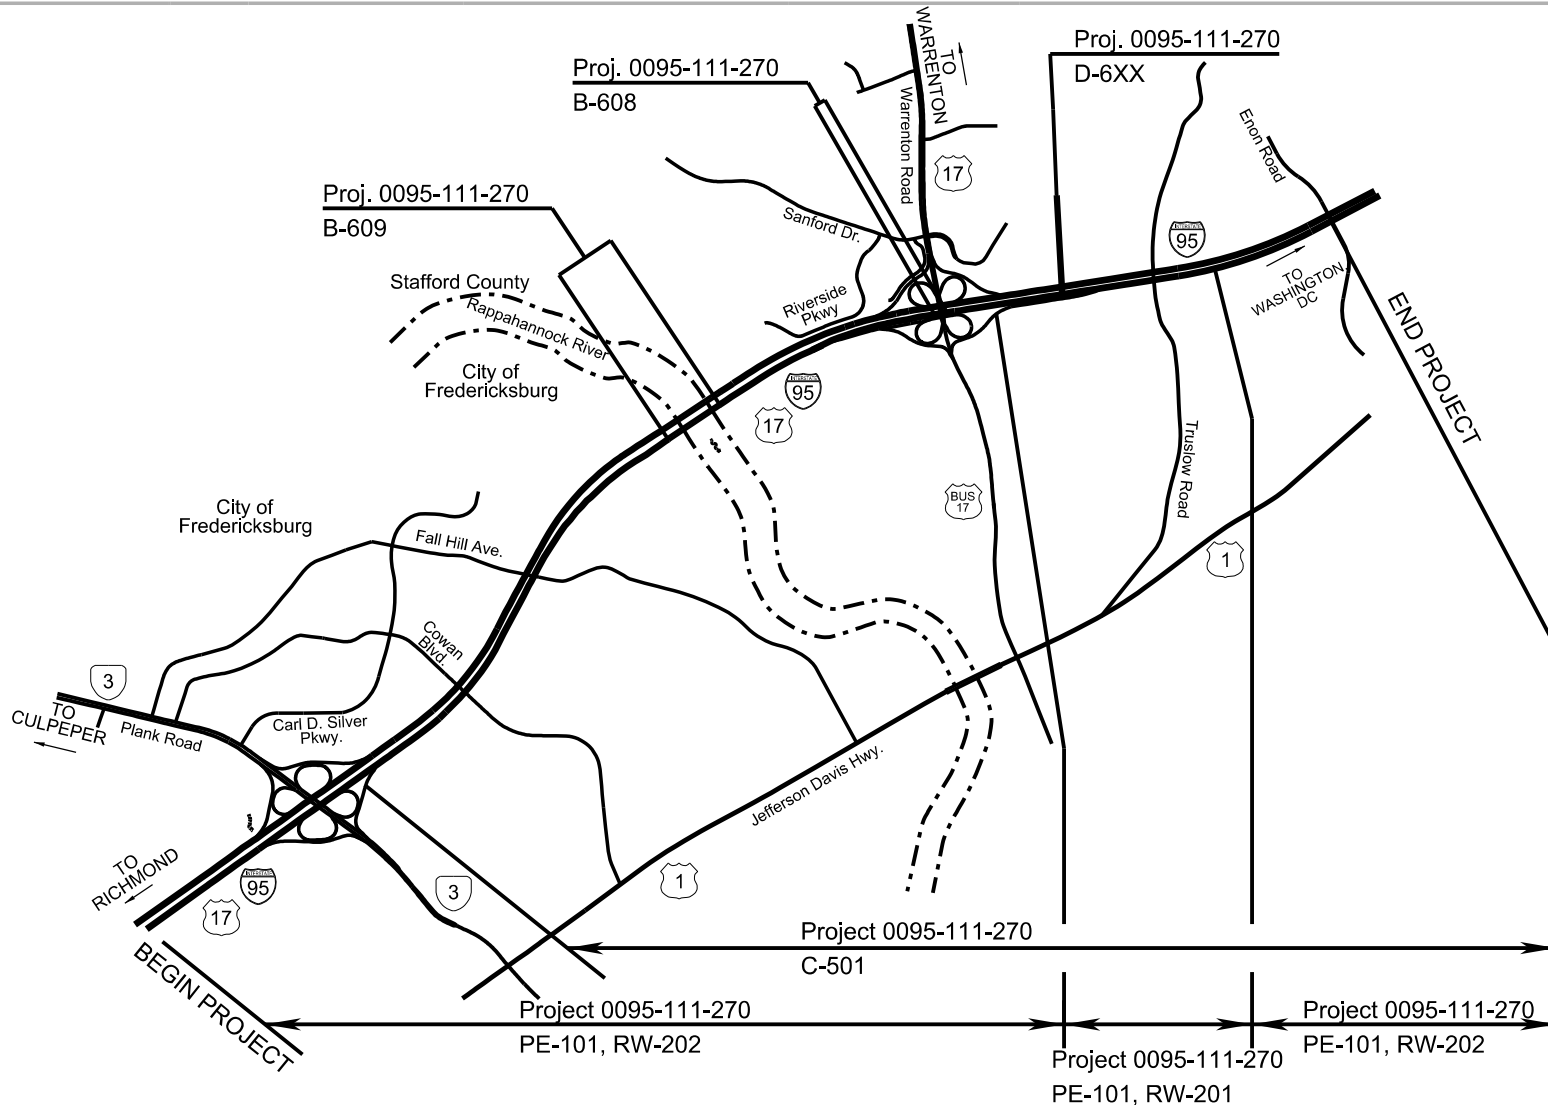 TO
WARRENTON
Proj. 0095-111-270
D-6XX
Proj. 0095-111-270
B-608
Warrenton Road
17
Enon Road
Proj. 0095-111-270
B-609
Sanford Dr.
INTERSTATE
95
TO
WASHINGTON,
DC
Stafford County
Rappahannock River
Riverside
Pkwy
City of
Fredericksburg
END PROJECT
INTERSTATE
95
17
Truslow Road
BUS
17
City of
Fredericksburg
Fall Hill Ave.
1
Cowan
Blvd.
3
TO
CULPEPER
Plank Road
Carl D. Silver
Pkwy.
Jefferson Davis Hwy.
TO
RICHMOND
INTERSTATE
95
17
3
1
BEGIN PROJECT
Project 0095-111-270
C-501
Project 0095-111-270
PE-101, RW-202
Project 0095-111-270
PE-101, RW-201
Project 0095-111-270
PE-101, RW-202